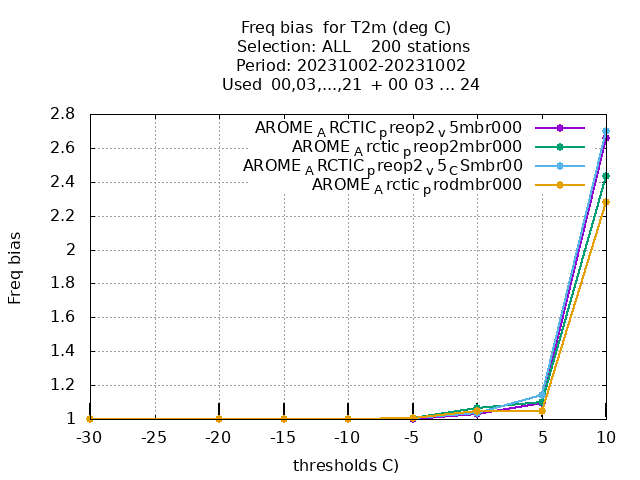 Freq bias for T2m (deg C)
Selection: ALL 200 stations
Period: 20231002-20231002
Used 00,03,...,21 + 00 03 ... 24
AROME_ARCTIC_preop2_v5mbr000
AROME_Arctic_preop2mbr000
AROME_ARCTIC_preop2_v5_CSmbr00
AROME_Arctic_prodmbr000
Freq bias
2.8
2.6
2.4
2.2
2
1.8
1.6
1.4
1.2
1
-30 -25 -20 -15 -10 -5 0 5 10
thresholds C)